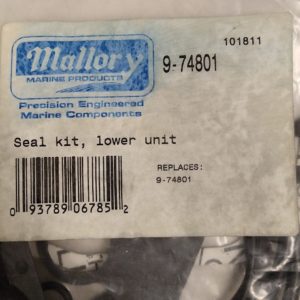 101811
Mallory
MARINE PRODUCTS
9-74801
Precision Engineered
Marine Components
Seal kit, lower unit
REPLACES:
9-74801
0 93789 06785 2